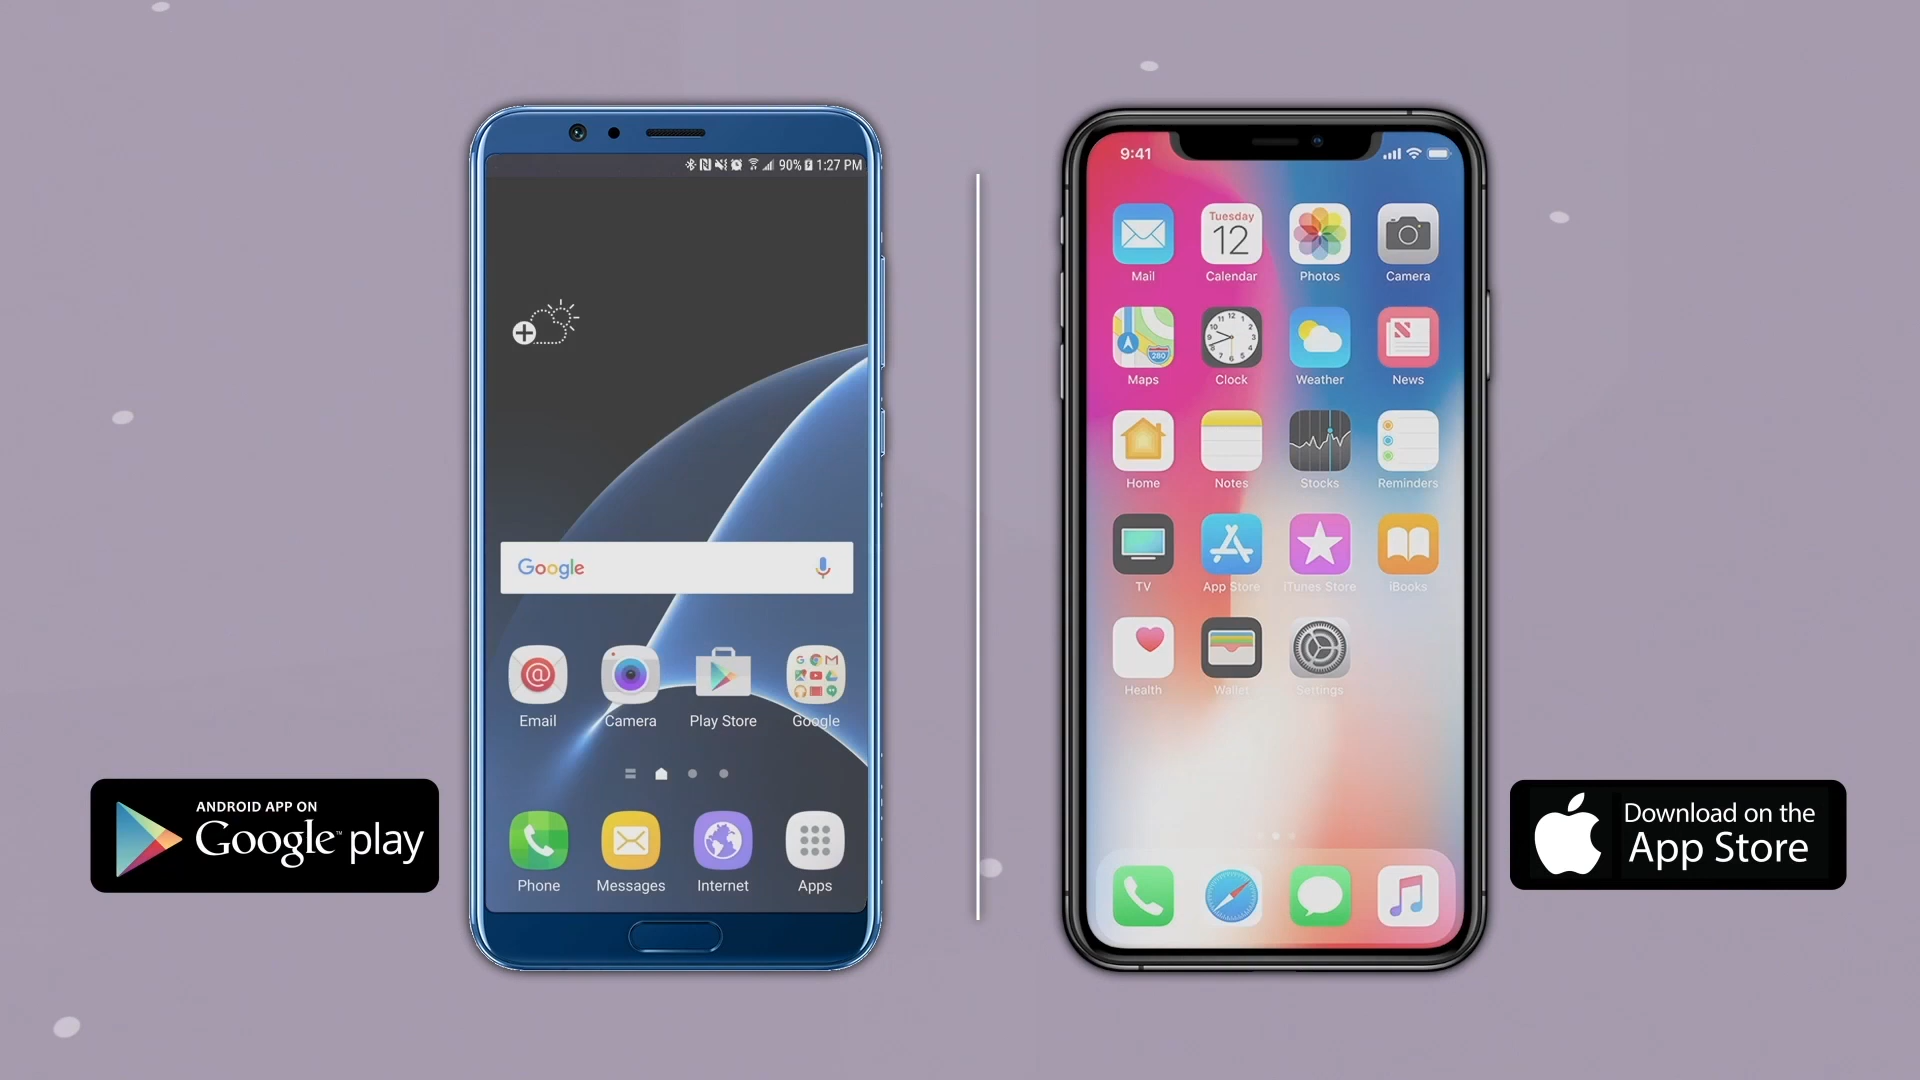 90% 1:27 PM
Google
Email Camera Play Store Google
Phone Messages Internet Apps
ANDROID APP ON
Google™ play
9:41
Tuesday
12
Mail Calendar Photos Camera
280
Maps Clock Weather News
Home Notes Stocks Reminders
TV App Store iTunes Store iBooks
Health Wallet Settings
Download on the
App Store